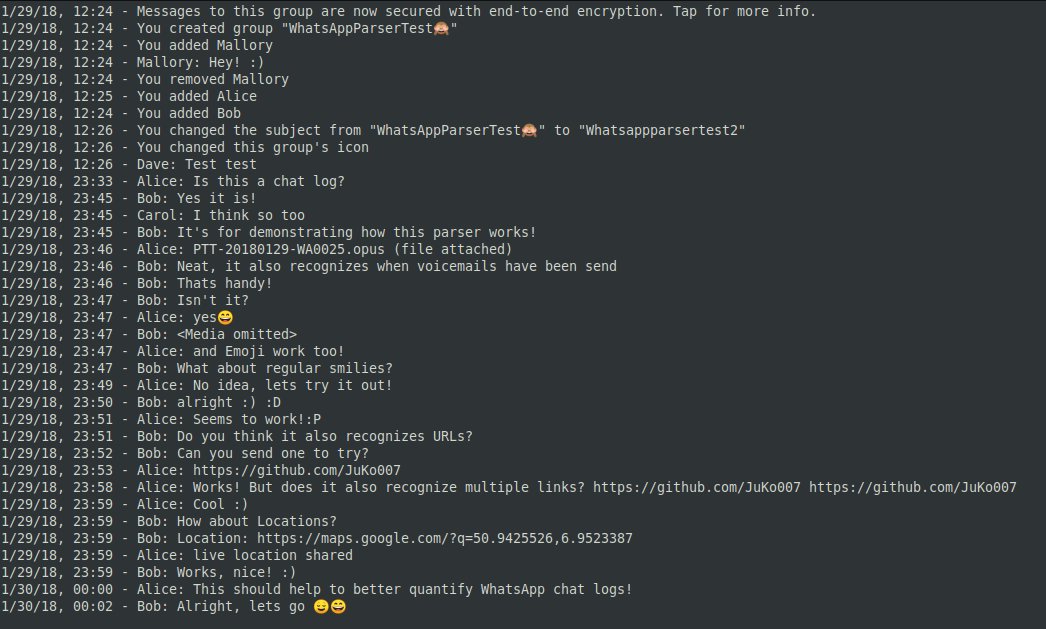 1/29/18, 12:24 - Messages to this group are now secured with end-to-end encryption. Tap for more info.
1/29/18, 12:24 - You created group "WhatsAppParserTest🙈"
1/29/18, 12:24 - You added Mallory
1/29/18, 12:24 - Mallory: Hey! :)
1/29/18, 12:24 - You removed Mallory
1/29/18, 12:25 - You added Alice
1/29/18, 12:24 - You added Bob
1/29/18, 12:26 - You changed the subject from "WhatsAppParserTest🙈" to "Whatsappparsertest2"
1/29/18, 12:26 - You changed this group's icon
1/29/18, 12:26 - Dave: Test test
1/29/18, 23:33 - Alice: Is this a chat log?
1/29/18, 23:45 - Bob: Yes it is!
1/29/18, 23:45 - Carol: I think so too
1/29/18, 23:45 - Bob: It's for demonstrating how this parser works!
1/29/18, 23:46 - Alice: PTT-20180129-WA0025.opus (file attached)
1/29/18, 23:46 - Bob: Neat, it also recognizes when voicemails have been send
1/29/18, 23:46 - Bob: Thats handy!
1/29/18, 23:47 - Bob: Isn't it?
1/29/18, 23:47 - Alice: yes😄
1/29/18, 23:47 - Bob: <Media omitted>
1/29/18, 23:47 - Alice: and Emoji work too!
1/29/18, 23:47 - Bob: What about regular smilies?
1/29/18, 23:49 - Alice: No idea, lets try it out!
1/29/18, 23:50 - Bob: alright :) :D
1/29/18, 23:51 - Alice: Seems to work!:P
1/29/18, 23:51 - Bob: Do you think it also recognizes URLs?
1/29/18, 23:52 - Bob: Can you send one to try?
1/29/18, 23:53 - Alice: https://github.com/JuKo007
1/29/18, 23:58 - Alice: Works! But does it also recognize multiple links? https://github.com/JuKo007 https://github.com/JuKo007
1/29/18, 23:59 - Alice: Cool :)
1/29/18, 23:59 - Bob: How about Locations?
1/29/18, 23:59 - Bob: Location: https://maps.google.com/?q=50.9425526,6.9523387
1/29/18, 23:59 - Alice: live location shared
1/29/18, 23:59 - Bob: Works, nice! :)
1/30/18, 00:00 - Alice: This should help to better quantify WhatsApp chat logs!
1/30/18, 00:02 - Bob: Alright, lets go 😉😄